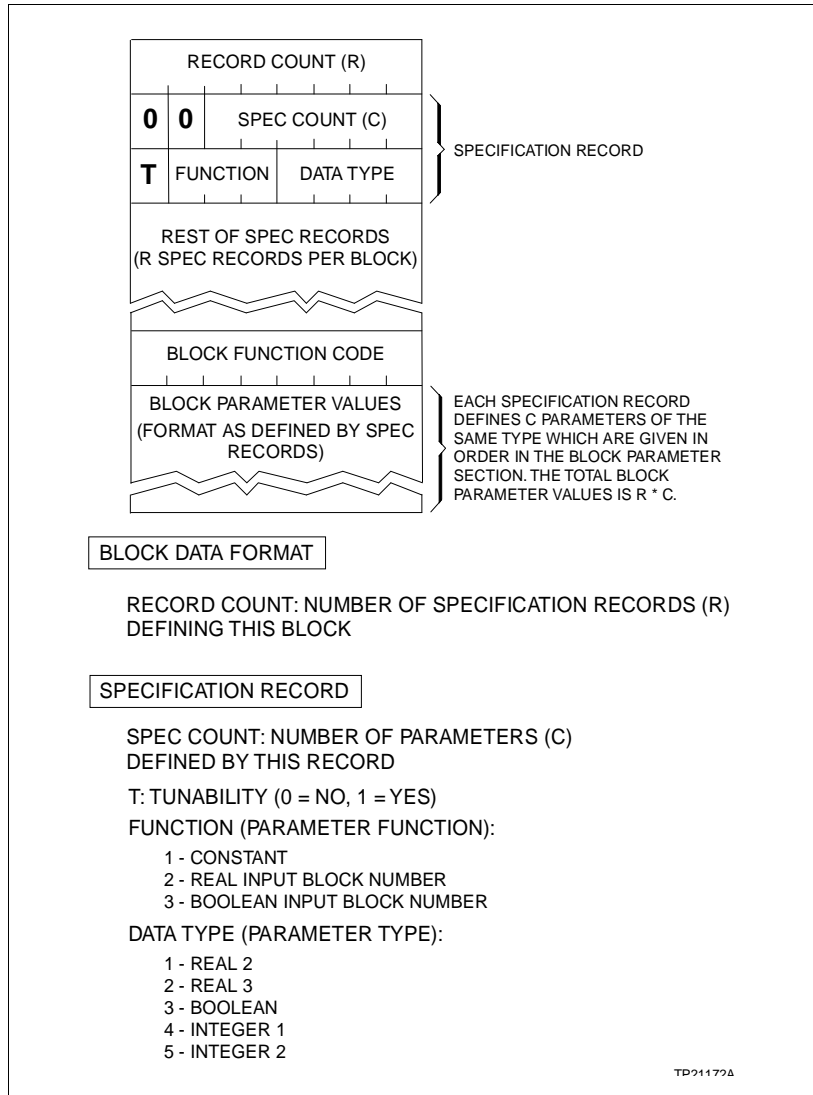 RECORD COUNT (R)
0 0 SPEC COUNT (C)
T FUNCTION DATA TYPE
SPECIFICATION RECORD
REST OF SPEC RECORDS
(R SPEC RECORDS PER BLOCK)
BLOCK FUNCTION CODE
BLOCK PARAMETER VALUES
(FORMAT AS DEFINED BY SPEC
RECORDS)
EACH SPECIFICATION RECORD
DEFINES C PARAMETERS OF THE
SAME TYPE WHICH ARE GIVEN IN
ORDER IN THE BLOCK PARAMETER
SECTION. THE TOTAL BLOCK
PARAMETER VALUES IS R * C.
BLOCK DATA FORMAT
RECORD COUNT: NUMBER OF SPECIFICATION RECORDS (R)
DEFINING THIS BLOCK
SPECIFICATION RECORD
SPEC COUNT: NUMBER OF PARAMETERS (C)
DEFINED BY THIS RECORD
T: TUNABILITY (0 = NO, 1 = YES)
FUNCTION (PARAMETER FUNCTION):
1 - CONSTANT
2 - REAL INPUT BLOCK NUMBER
3 - BOOLEAN INPUT BLOCK NUMBER
DATA TYPE (PARAMETER TYPE):
1 - REAL 2
2 - REAL 3
3 - BOOLEAN
4 - INTEGER 1
5 - INTEGER 2
TP21172A